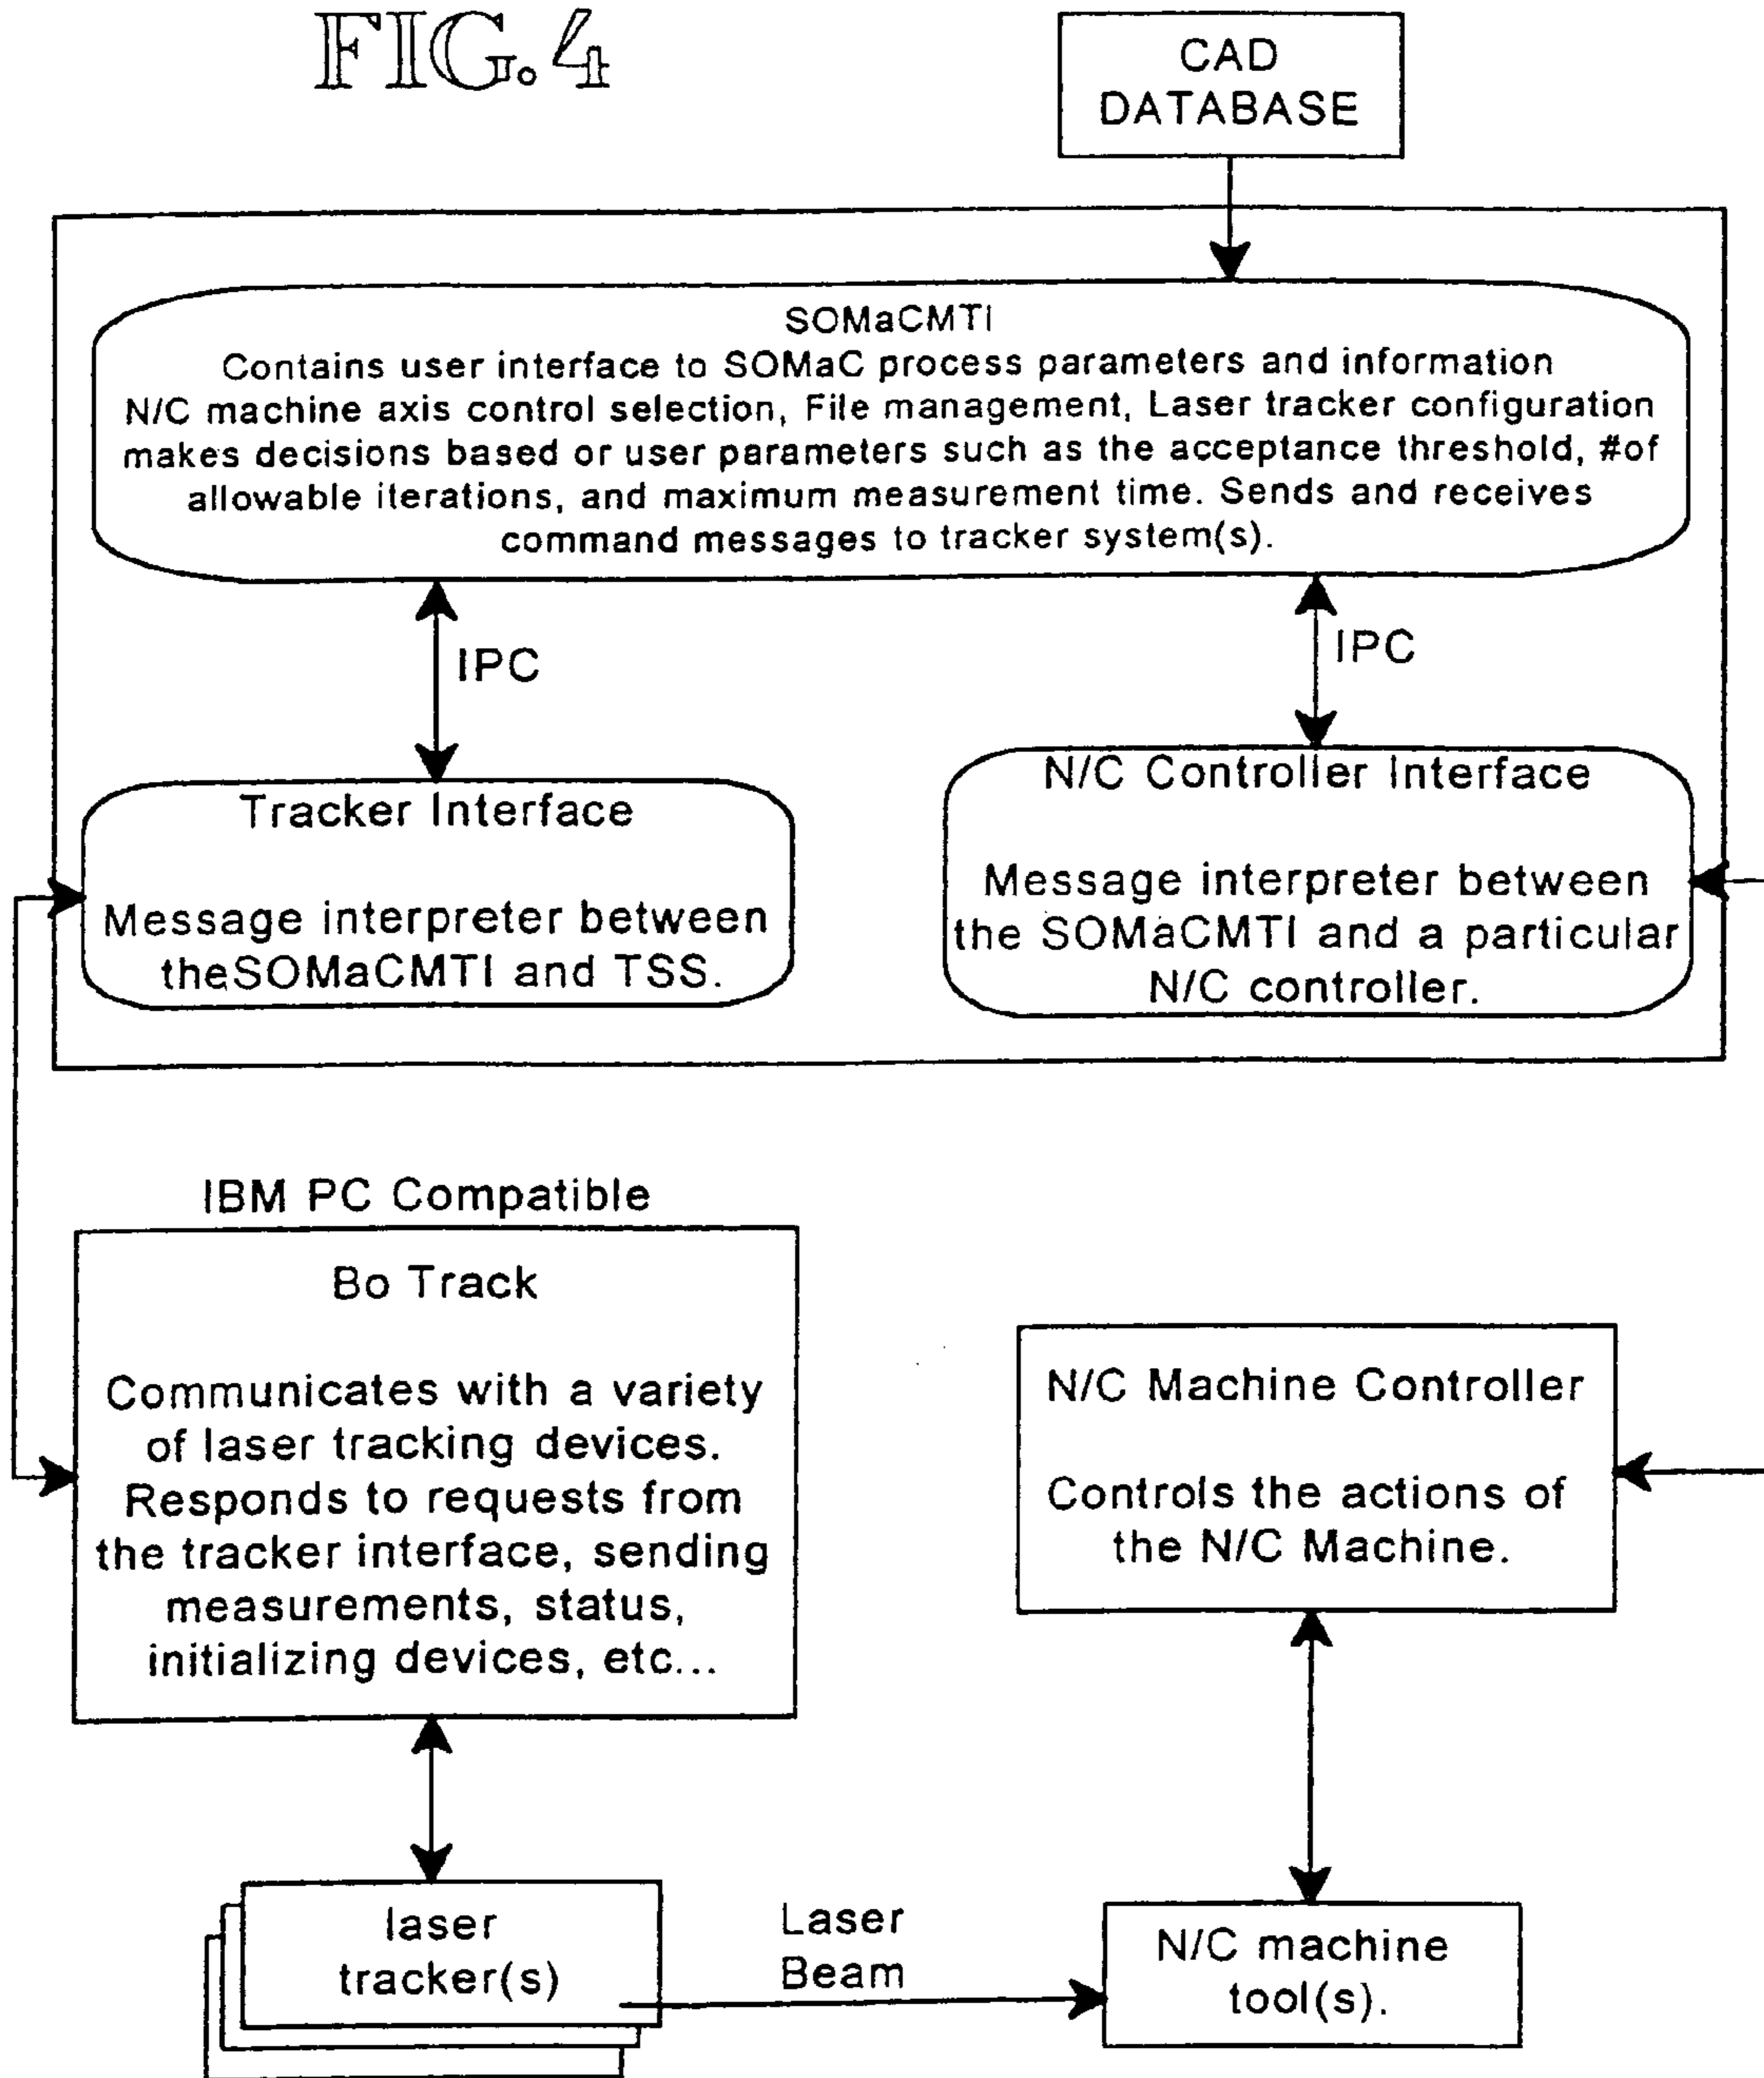 FIG. 4
CAD
DATABASE
SOMaCMTI
Contains user interface to SOMaC process parameters and information
N/C machine axis control selection, File management, Laser tracker configuration
makes decisions based or user parameters such as the acceptance threshold, #of
allowable iterations, and maximum measurement time. Sends and receives
command messages to tracker system(s).
IPC
IPC
Tracker Interface
Message interpreter between
theSOMaCMTI and TSS.
N/C Controller Interface
Message interpreter between
the SOMaCMTI and a particular
N/C controller.
IBM PC Compatible
Bo Track
Communicates with a variety
of laser tracking devices.
Responds to requests from
the tracker interface, sending
measurements, status,
initializing devices, etc...
N/C Machine Controller
Controls the actions of
the N/C Machine.
laser
tracker(s)
Laser
Beam
N/C machine
tool(s).